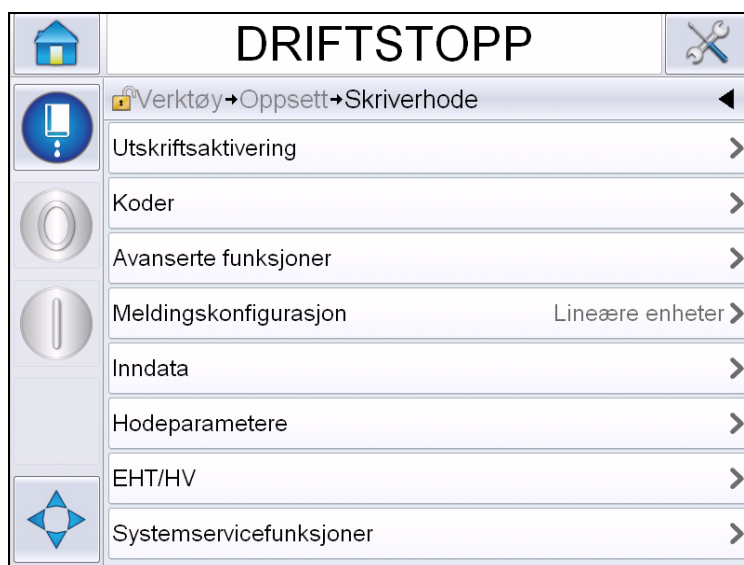 DRIFTSTOPP
Verktøy→Oppsett→Skriverhode
Utskriftsaktivering
Koder
Avanserte funksjoner
Meldingskonfigurasjon Lineære enheter
Inndata
Hodeparametere
EHT/HV
Systemservicefunksjoner